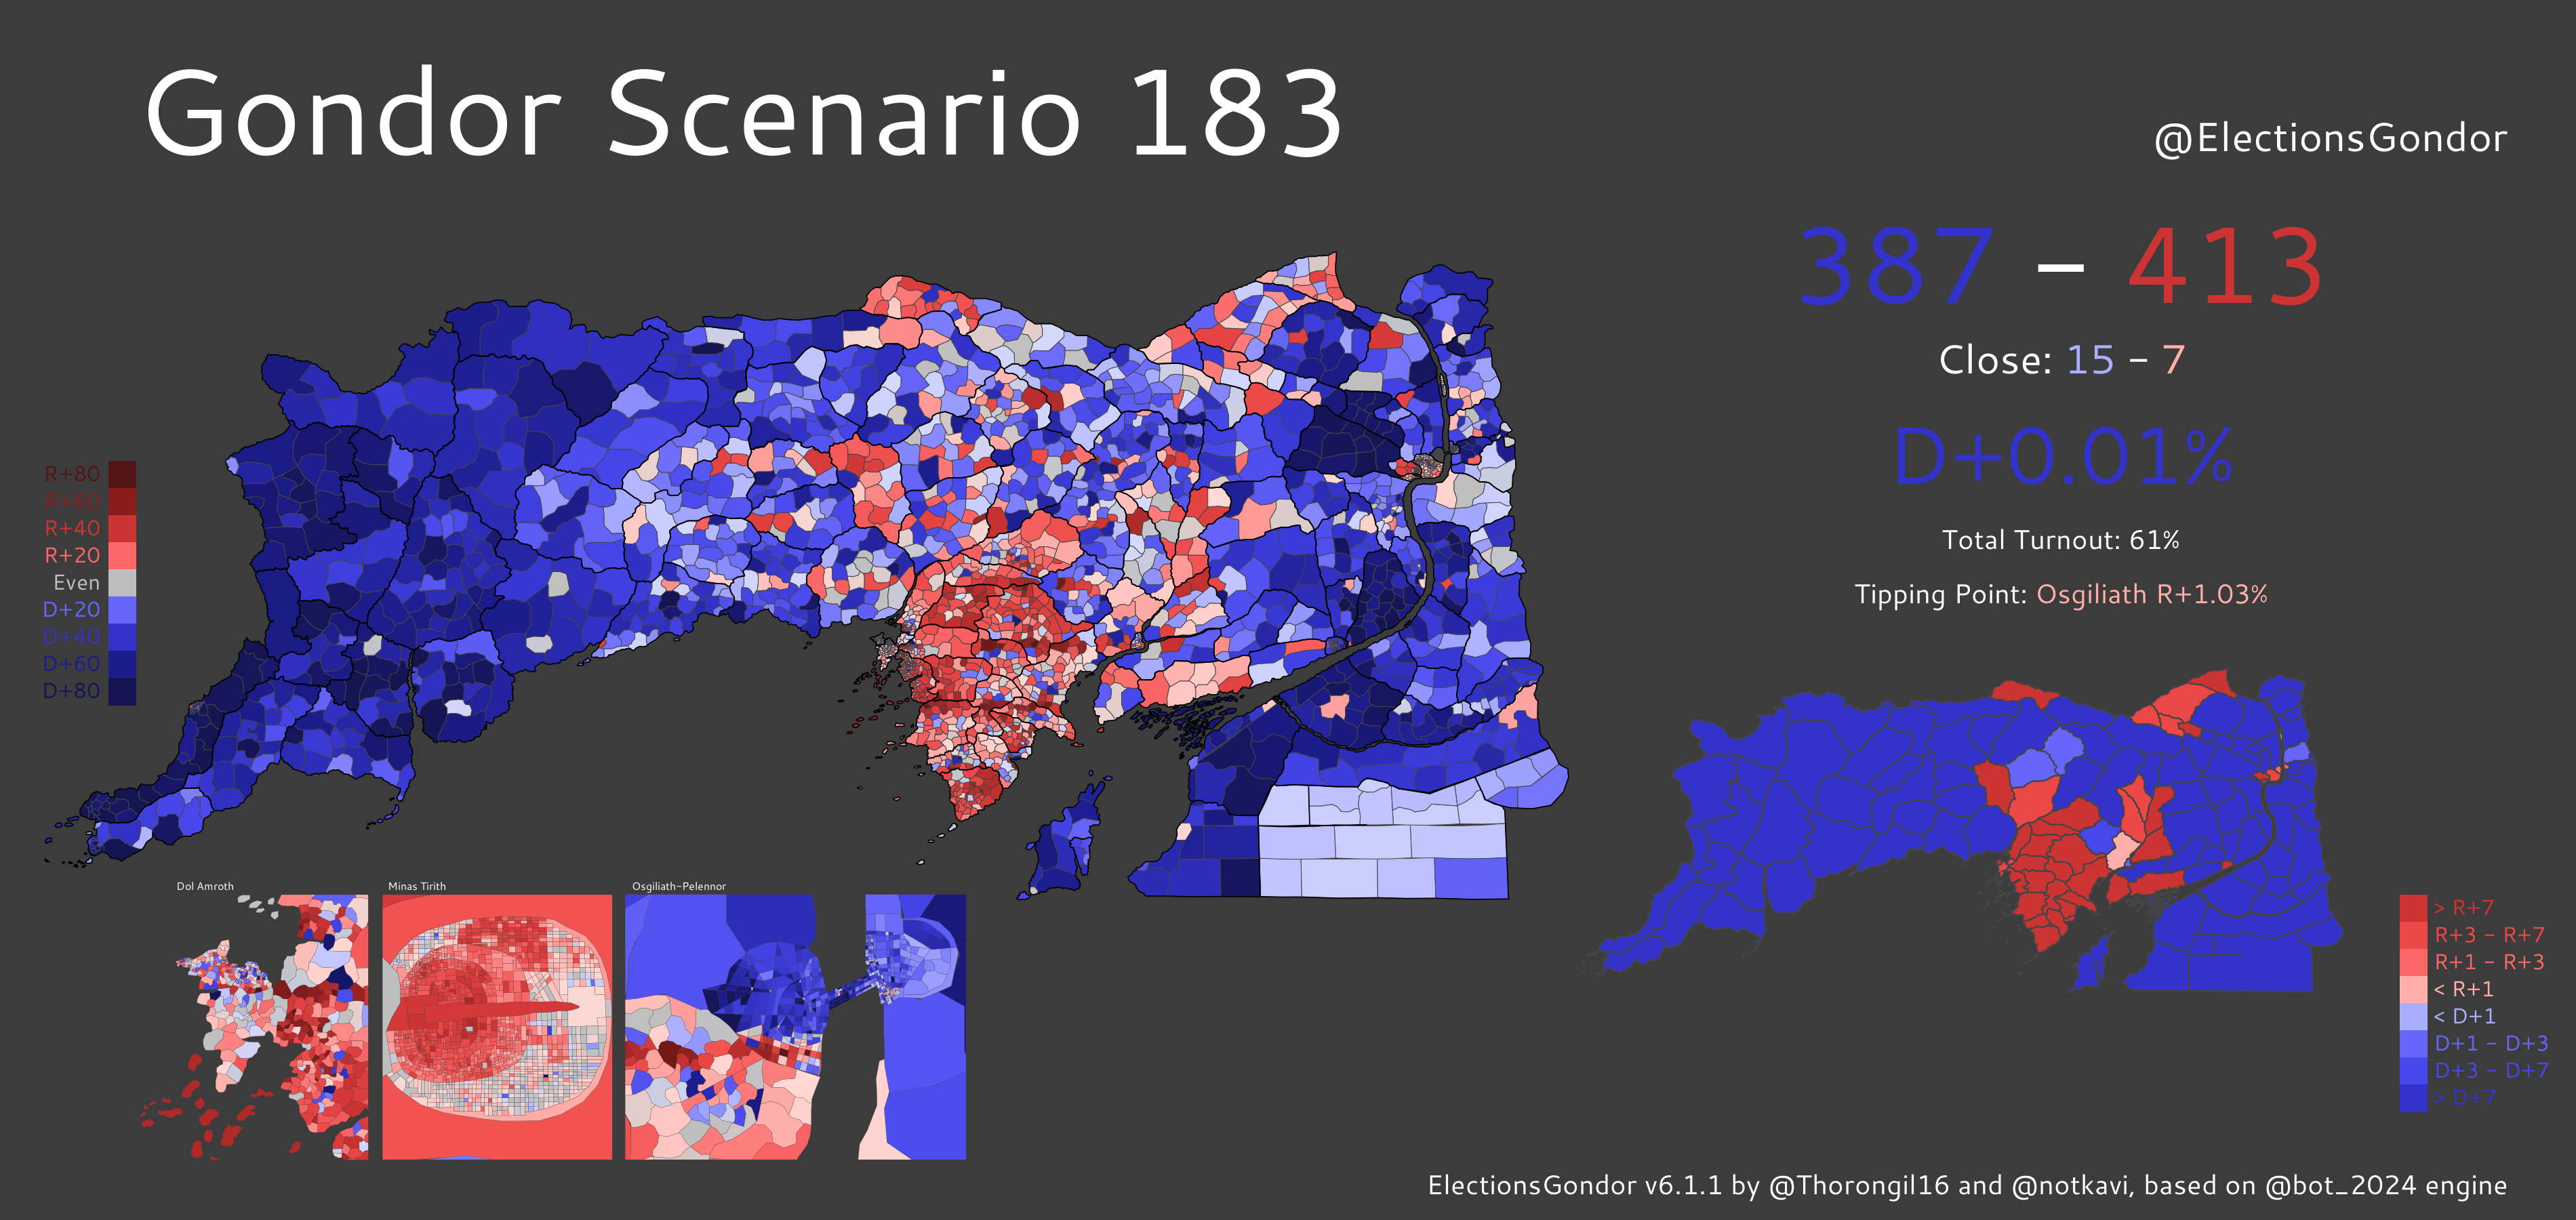 Gondor Scenario 183
@ElectionsGondor
387 – 413
Close: 15 - 7
D+0.01%
Total Turnout: 61%
Tipping Point: Osgiliath R+1.03%
R+80
R+60
R+40
R+20
Even
D+20
D+40
D+60
D+80
Dol Amroth
Minas Tirith
Osgiliath-Pelennor
> R+7
R+3 - R+7
R+1 - R+3
< R+1
< D+1
D+1 - D+3
D+3 - D+7
> D+7
ElectionsGondor v6.1.1 by @Thorongil16 and @notkavi, based on @bot_2024 engine